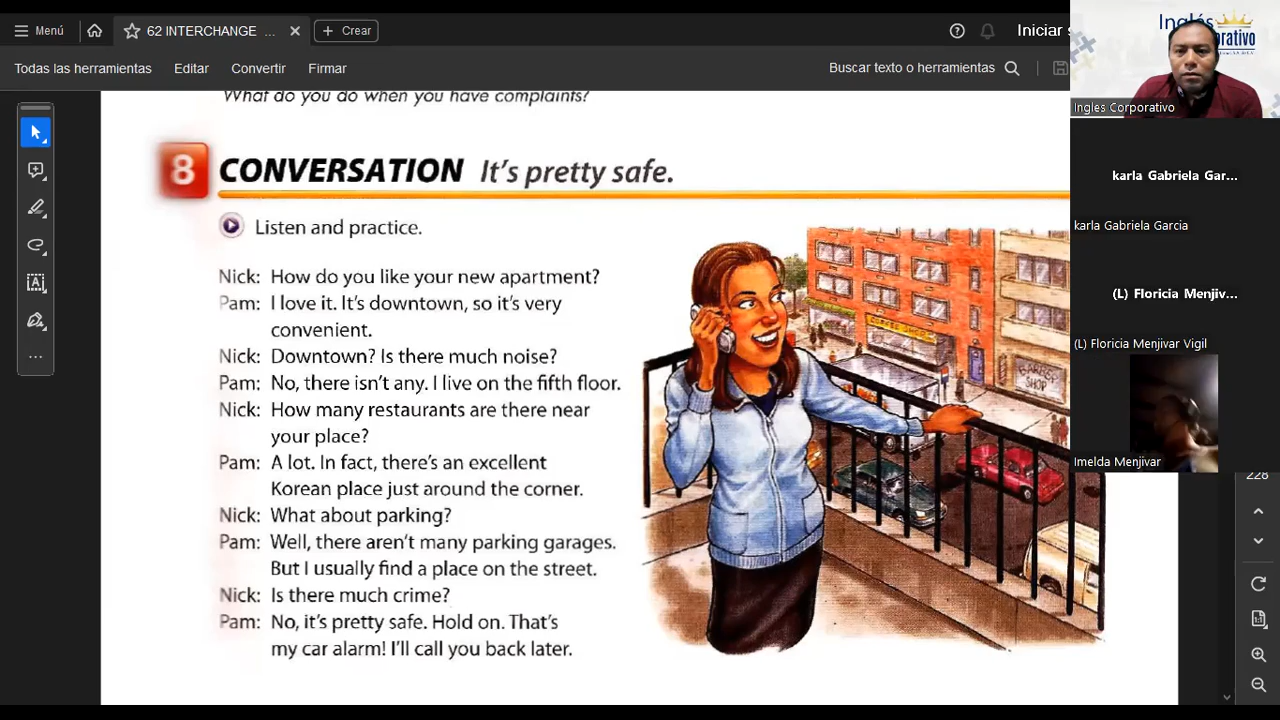 Menú
62 INTERCHANGE ...
Crear
Iniciar s
Todas las herramientas
Editar
Convertir
Firmar
Buscar texto o herramientas
Inglés
orativo
Ingles Corporativo
What do you do when you have complaints?
8 CONVERSATION It's pretty safe.
Listen and practice.
Nick: How do you like your new apartment?
Pam: I love it. It's downtown, so it's very
convenient.
Nick: Downtown? Is there much noise?
Pam: No, there isn't any. I live on the fifth floor.
Nick: How many restaurants are there near
your place?
Pam: A lot. In fact, there's an excellent
Korean place just around the corner.
Nick: What about parking?
Pam: Well, there aren't many parking garages.
But I usually find a place on the street.
Nick: Is there much crime?
Pam: No, it's pretty safe. Hold on. That's
my car alarm! I'll call you back later.
COFFEE SHOP
BARBER
SHOP
karla Gabriela Gar...
karla Gabriela Garcia
(L) Floricia Menjiv...
(L) Floricia Menjivar Vigil
Imelda Menjivar
228
1:1